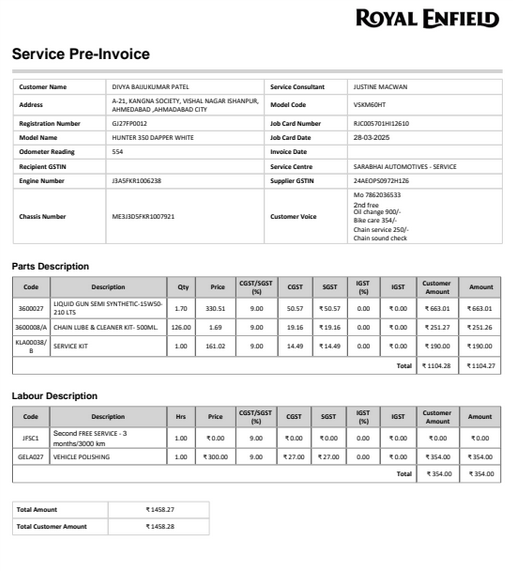 ROYAL ENFIELD
Service Pre-Invoice
Customer Name DIVYA BAIJUKUMAR PATEL Service Consultant JUSTINE MACWAN
Address A-21, KANGNA SOCIETY, VISHAL NAGAR ISHANPUR, AHMEDABAD ,AHMADABAD CITY Model Code VSKM60HT
Registration Number GJ27FP0012 Job Card Number RJC005701HI12610
Model Name HUNTER 350 DAPPER WHITE Job Card Date 28-03-2025
Odometer Reading 554 Invoice Date
Recipient GSTIN Service Centre SARABHAI AUTOMOTIVES - SERVICE
Engine Number J3A5FKR1006238 Supplier GSTIN 24AEOPS0972H1Z6
Chassis Number ME3J3D5FKR1007921 Customer Voice
Mo 7862036533
2nd free
Oil change 900/-
Bike care 354/-
Chain service 250/-
Chain sound check
Parts Description
Code Description Qty Price CGST/SGST (%) CGST SGST IGST (%) IGST Customer Amount Amount
3600027 LIQUID GUN SEMI SYNTHETIC-15W50-210 LTS 1.70 330.51 9.00 50.57 ₹ 50.57 0.00 ₹ 0.00 ₹ 663.01 ₹ 663.01
3600008/A CHAIN LUBE & CLEANER KIT- 500ML. 126.00 1.69 9.00 19.16 ₹ 19.16 0.00 ₹ 0.00 ₹ 251.27 ₹ 251.26
KLA00038/B SERVICE KIT 1.00 161.02 9.00 14.49 ₹ 14.49 0.00 ₹ 0.00 ₹ 190.00 ₹ 190.00
Total ₹ 1104.28 ₹ 1104.27
Labour Description
Code Description Hrs Price CGST/SGST (%) CGST SGST IGST (%) IGST Customer Amount Amount
JFSC1 Second FREE SERVICE - 3 months/3000 km 1.00 ₹ 0.00 9.00 ₹ 0.00 ₹ 0.00 0.00 ₹ 0.00 ₹ 0.00 ₹ 0.00
GELA027 VEHICLE POLISHING 1.00 ₹ 300.00 9.00 ₹ 27.00 ₹ 27.00 0.00 ₹ 0.00 ₹ 354.00 ₹ 354.00
Total ₹ 354.00 ₹ 354.00
Total Amount ₹ 1458.27
Total Customer Amount ₹ 1458.28